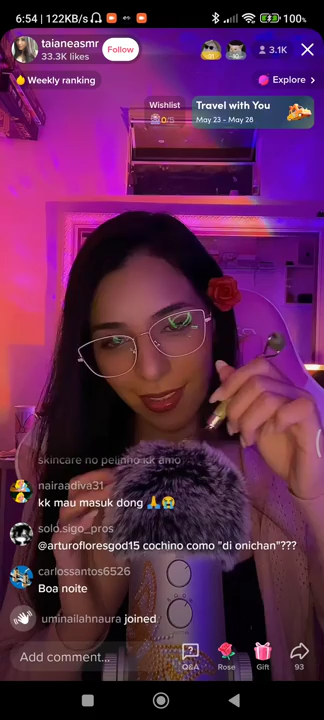 6:54 | 122KB/s
100%
taianeasmr
33.3K likes
Follow
3.1K
Weekly ranking
Explore >
Wishlist
0/5
Travel with You
May 23 - May 28
skincare no pelinho kk amo
nairaadiva31
kk mau masuk dong 🙏😭
solo.sigo_pros
@arturofloresgod15 cochino como "di onichan"???
carlossantos6526
Boa noite
uminailahnaura joined
Add comment...
Q&A
Rose
Gift
93